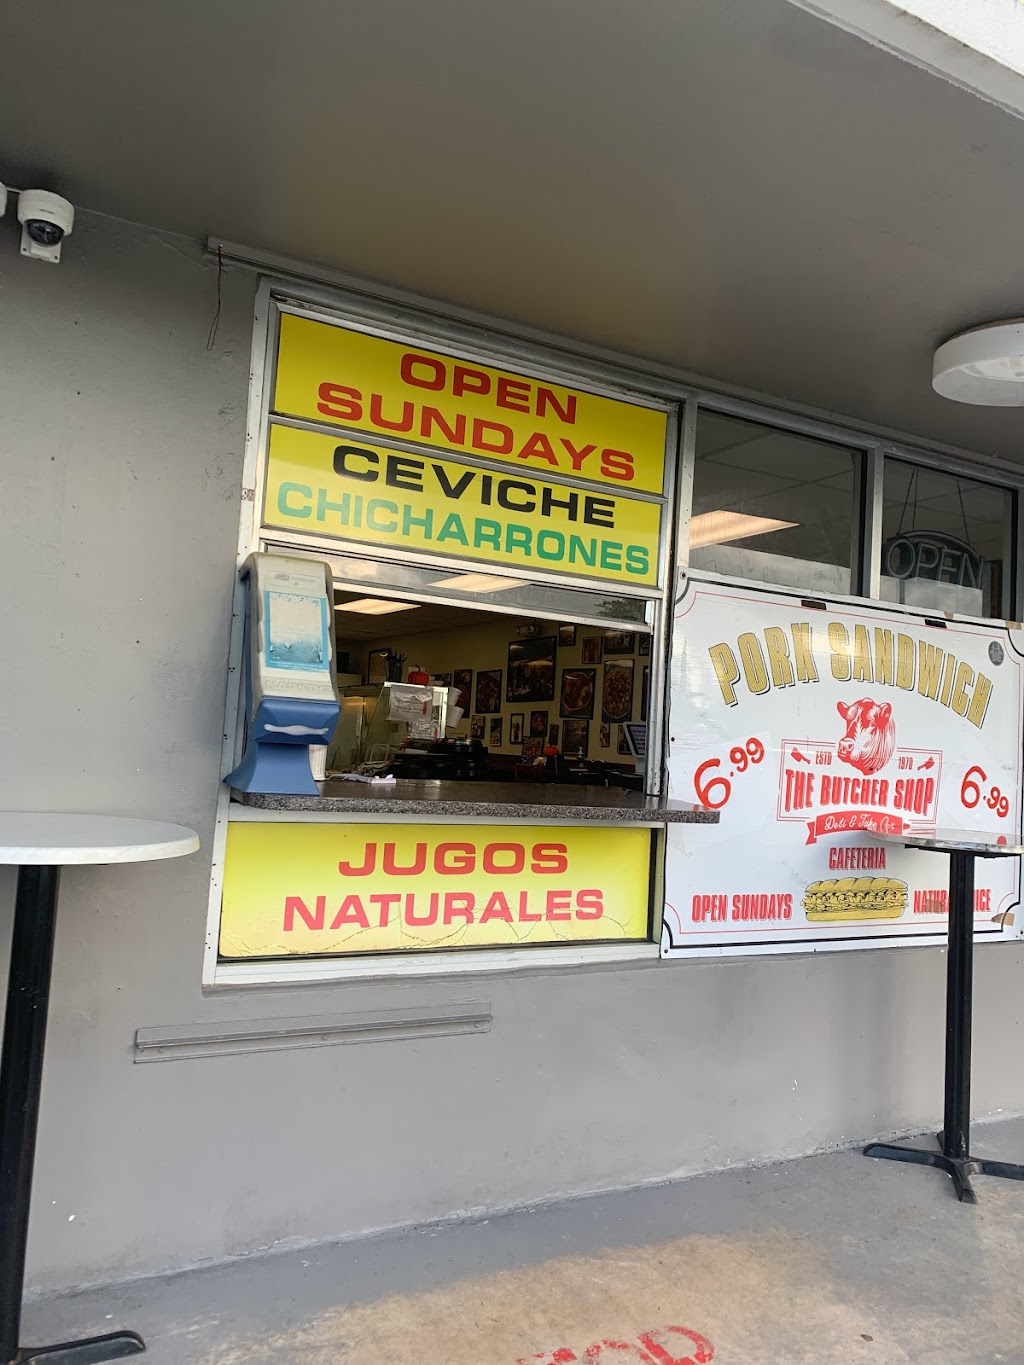 OPEN
SUNDAYS
CEVICHE
CHICHARRONES
JUGOS
NATURALES
OPEN
PORK SANDWICH
6.99
6.99
ESTD 1970
THE BUTCHER SHOP
Deli & Take Out
CAFETERIA
OPEN SUNDAYS